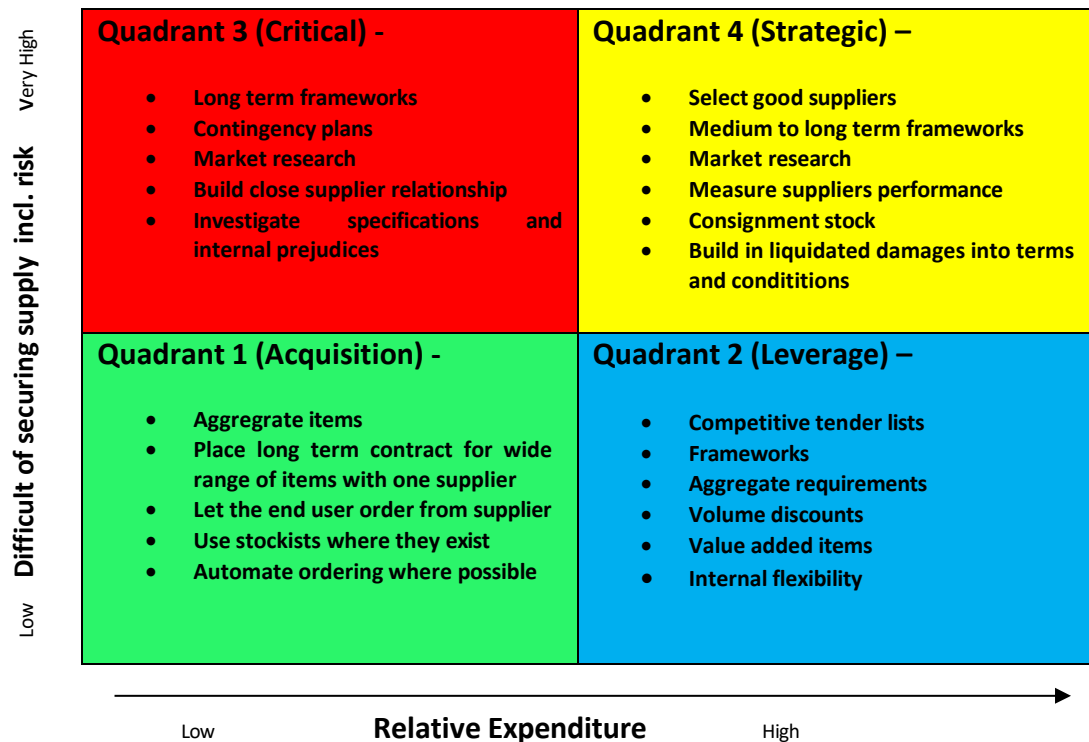 Quadrant 3 (Critical) -
Long term frameworks
Contingency plans
Market research
Build close supplier relationship
Investigate specifications and
internal prejudices
Quadrant 4 (Strategic) –
Select good suppliers
Medium to long term frameworks
Market research
Measure suppliers performance
Consignment stock
Build in liquidated damages into terms
and condititions
Quadrant 1 (Acquisition) -
Aggregrate items
Place long term contract for wide
range of items with one supplier
Let the end user order from supplier
Use stockists where they exist
Automate ordering where possible
Quadrant 2 (Leverage) –
Competitive tender lists
Frameworks
Aggregate requirements
Volume discounts
Value added items
Internal flexibility
Low Difficult of securing supply incl. risk Very High
Low Relative Expenditure High